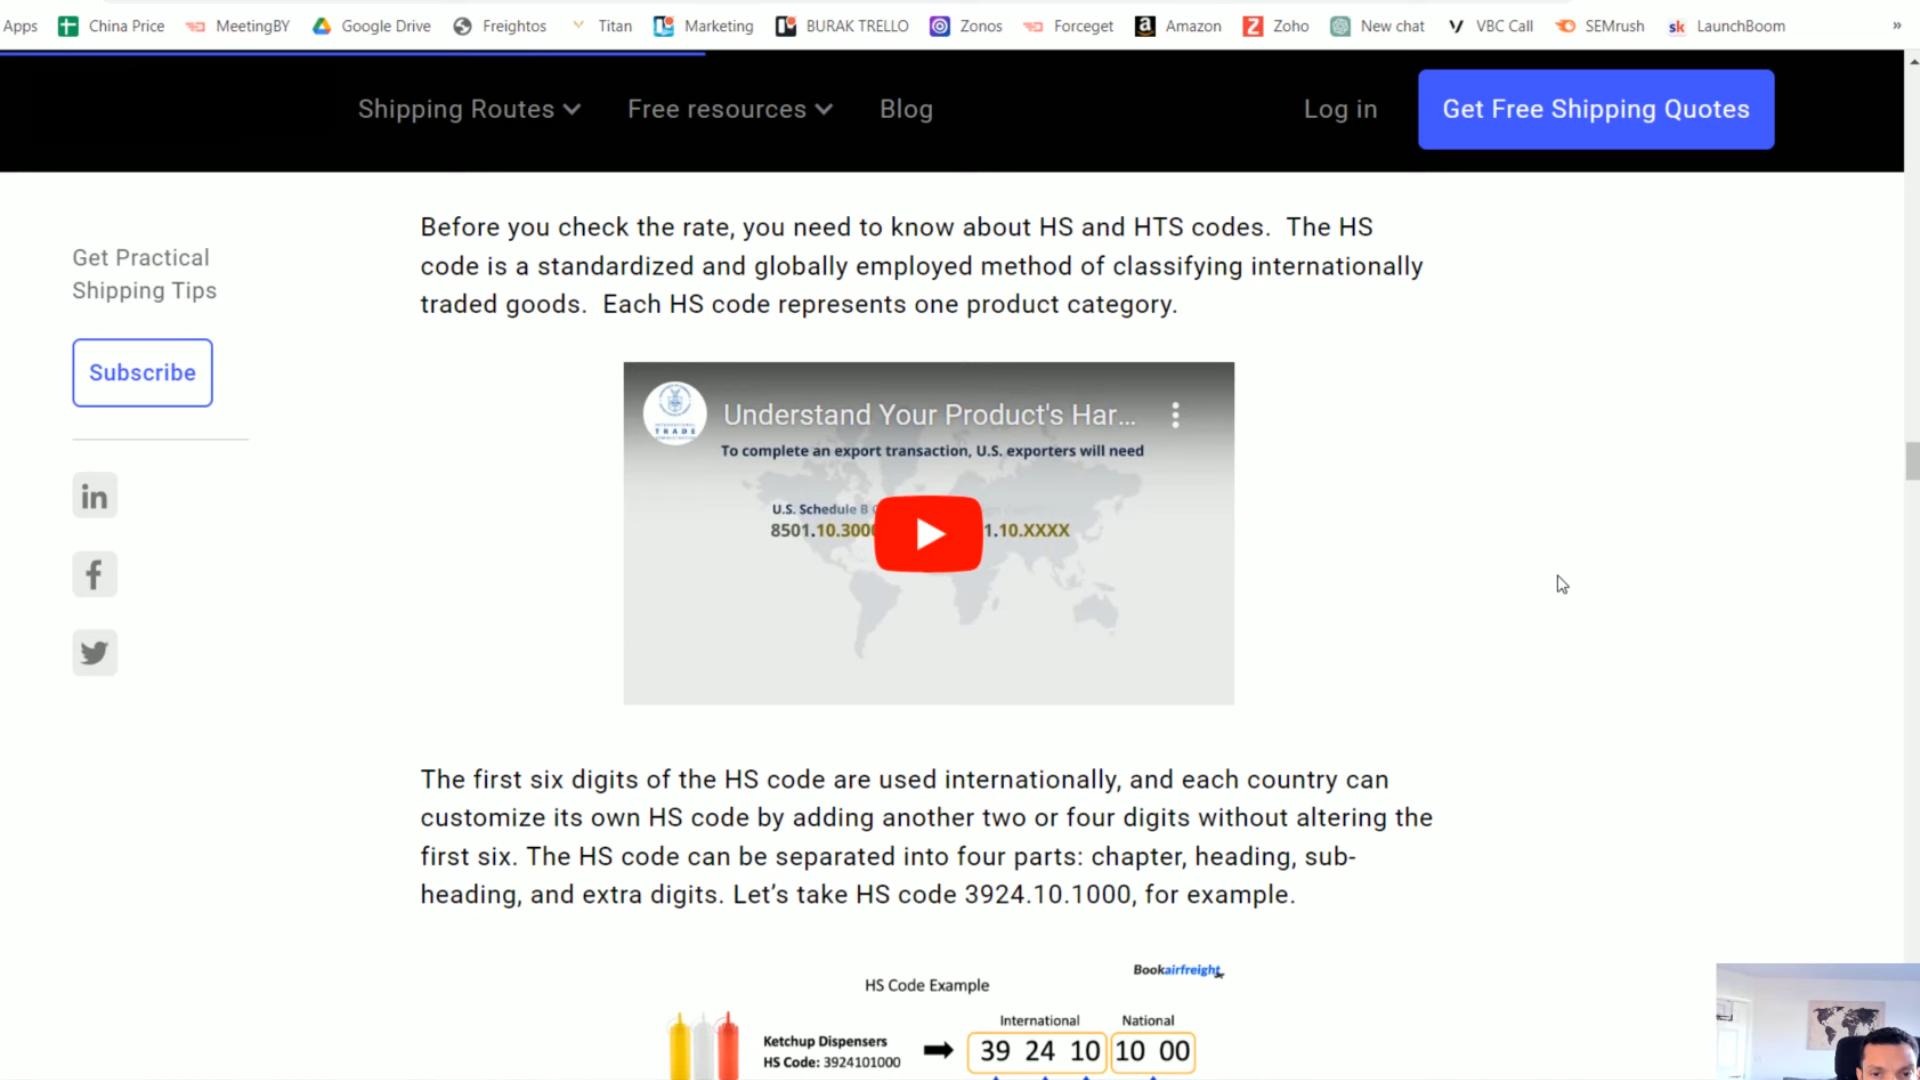 Apps China Price MeetingBY Google Drive Freightos Titan Marketing BURAK TRELLO Zonos Forceget Amazon Zoho New chat VBC Call SEMrush LaunchBoom »
Shipping Routes Free resources Blog Log in Get Free Shipping Quotes
Get Practical
Shipping Tips
Subscribe
Before you check the rate, you need to know about HS and HTS codes. The HS
code is a standardized and globally employed method of classifying internationally
traded goods. Each HS code represents one product category.
INTERNATIONAL
TRADE
Understand Your Product's Har...
To complete an export transaction, U.S. exporters will need
U.S. Schedule B
8501.10.3000 1.10.XXXX
The first six digits of the HS code are used internationally, and each country can
customize its own HS code by adding another two or four digits without altering the
first six. The HS code can be separated into four parts: chapter, heading, sub-
heading, and extra digits. Let's take HS code 3924.10.1000, for example.
Bookairfreight
HS Code Example
International National
Ketchup Dispensers
HS Code: 3924101000
39 24 10 10 00